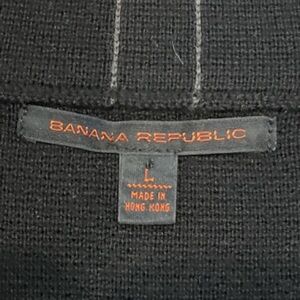 BANANA REPUBLIC
L
MADE IN
HONG KONG